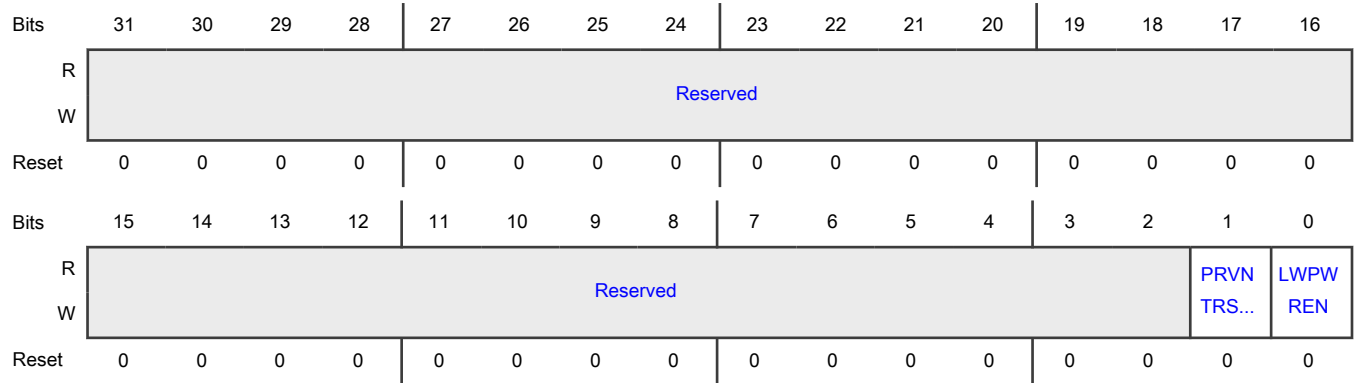 Bits 31 30 29 28 27 26 25 24 23 22 21 20 19 18 17 16
R
Reserved
W
Reset 0 0 0 0 0 0 0 0 0 0 0 0 0 0 0 0
Bits 15 14 13 12 11 10 9 8 7 6 5 4 3 2 1 0
R PRVN LWPW
Reserved
W TRS... REN
Reset 0 0 0 0 0 0 0 0 0 0 0 0 0 0 0 0